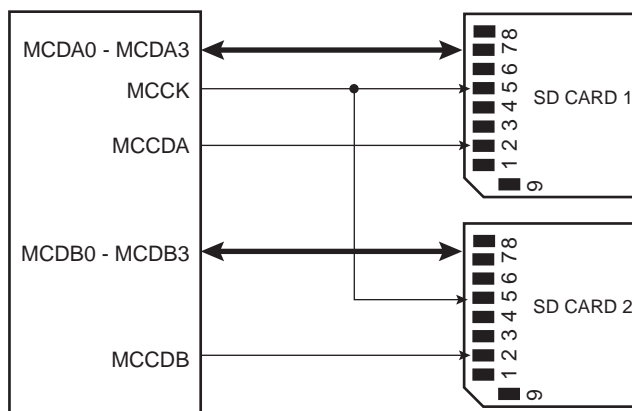 MCDA0 - MCDA3
MCCK
MCCDA
MCDB0 - MCDB3
MCCDB
1 2 3 4 5 6 78
9
SD CARD 1
1 2 3 4 5 6 78
9
SD CARD 2